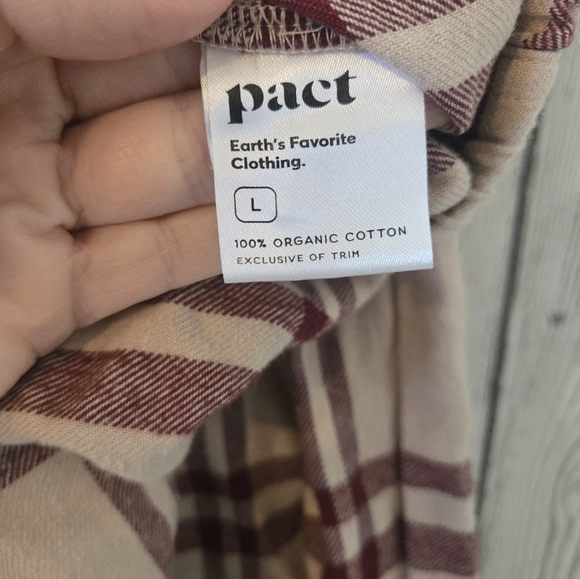 pact
Earth's Favorite
Clothing.
L
100% ORGANIC COTTON
EXCLUSIVE OF TRIM